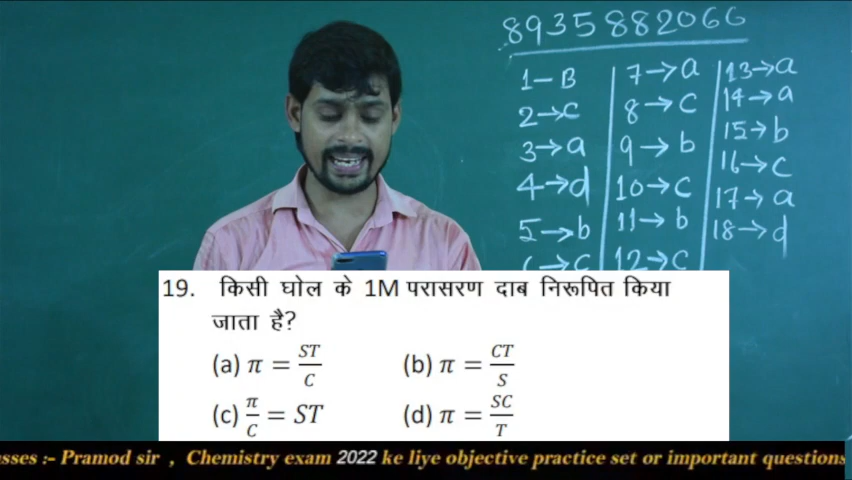 8935882066
1-B
2→c
3→a
4→d
5→b
6→c
7→a
8→c
9→b
10→c
11→b
12→c
13→a
14→a
15→b
16→c
17→a
18→d
19. किसी घोल के 1M परासरण दाब निरूपित किया
जाता है?
(a) π = ST/C (b) π = CT/S
(c) π/C = ST (d) π = SC/T
sses :- Pramod sir , Chemistry exam 2022 ke liye objective practice set or important questions